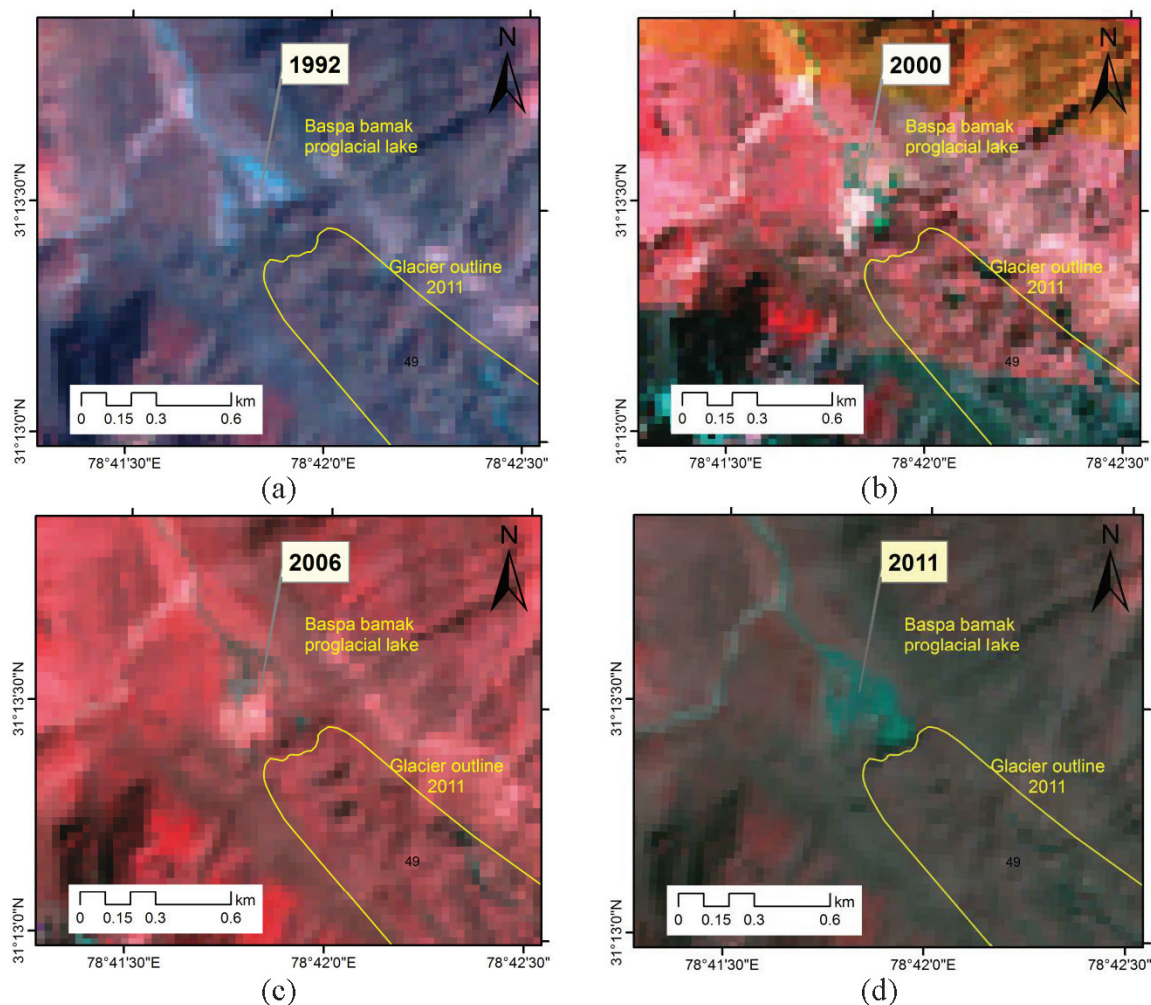 1992
N
Baspa bamak
proglacial lake
Glacier outline
2011
49
km
0 0.15 0.3 0.6
31°13'30"N
31°13'0"N
78°41'30"E 78°42'0"E 78°42'30"
(a)
2000
N
Baspa bamak
proglacial lake
Glacier outline
2011
49
km
0 0.15 0.3 0.6
31°13'30"N
31°13'0"N
78°41'30"E 78°42'0"E 78°42'30"E
(b)
2006
N
Baspa bamak
proglacial lake
Glacier outline
2011
49
km
0 0.15 0.3 0.6
31°13'30"N
31°13'0"N
78°41'30"E 78°42'0"E 78°42'30"E
(c)
2011
N
Baspa bamak
proglacial lake
Glacier outline
2011
49
km
0 0.15 0.3 0.6
31°13'30"N
31°13'0"N
78°41'30"E 78°42'0"E 78°42'30"E
(d)